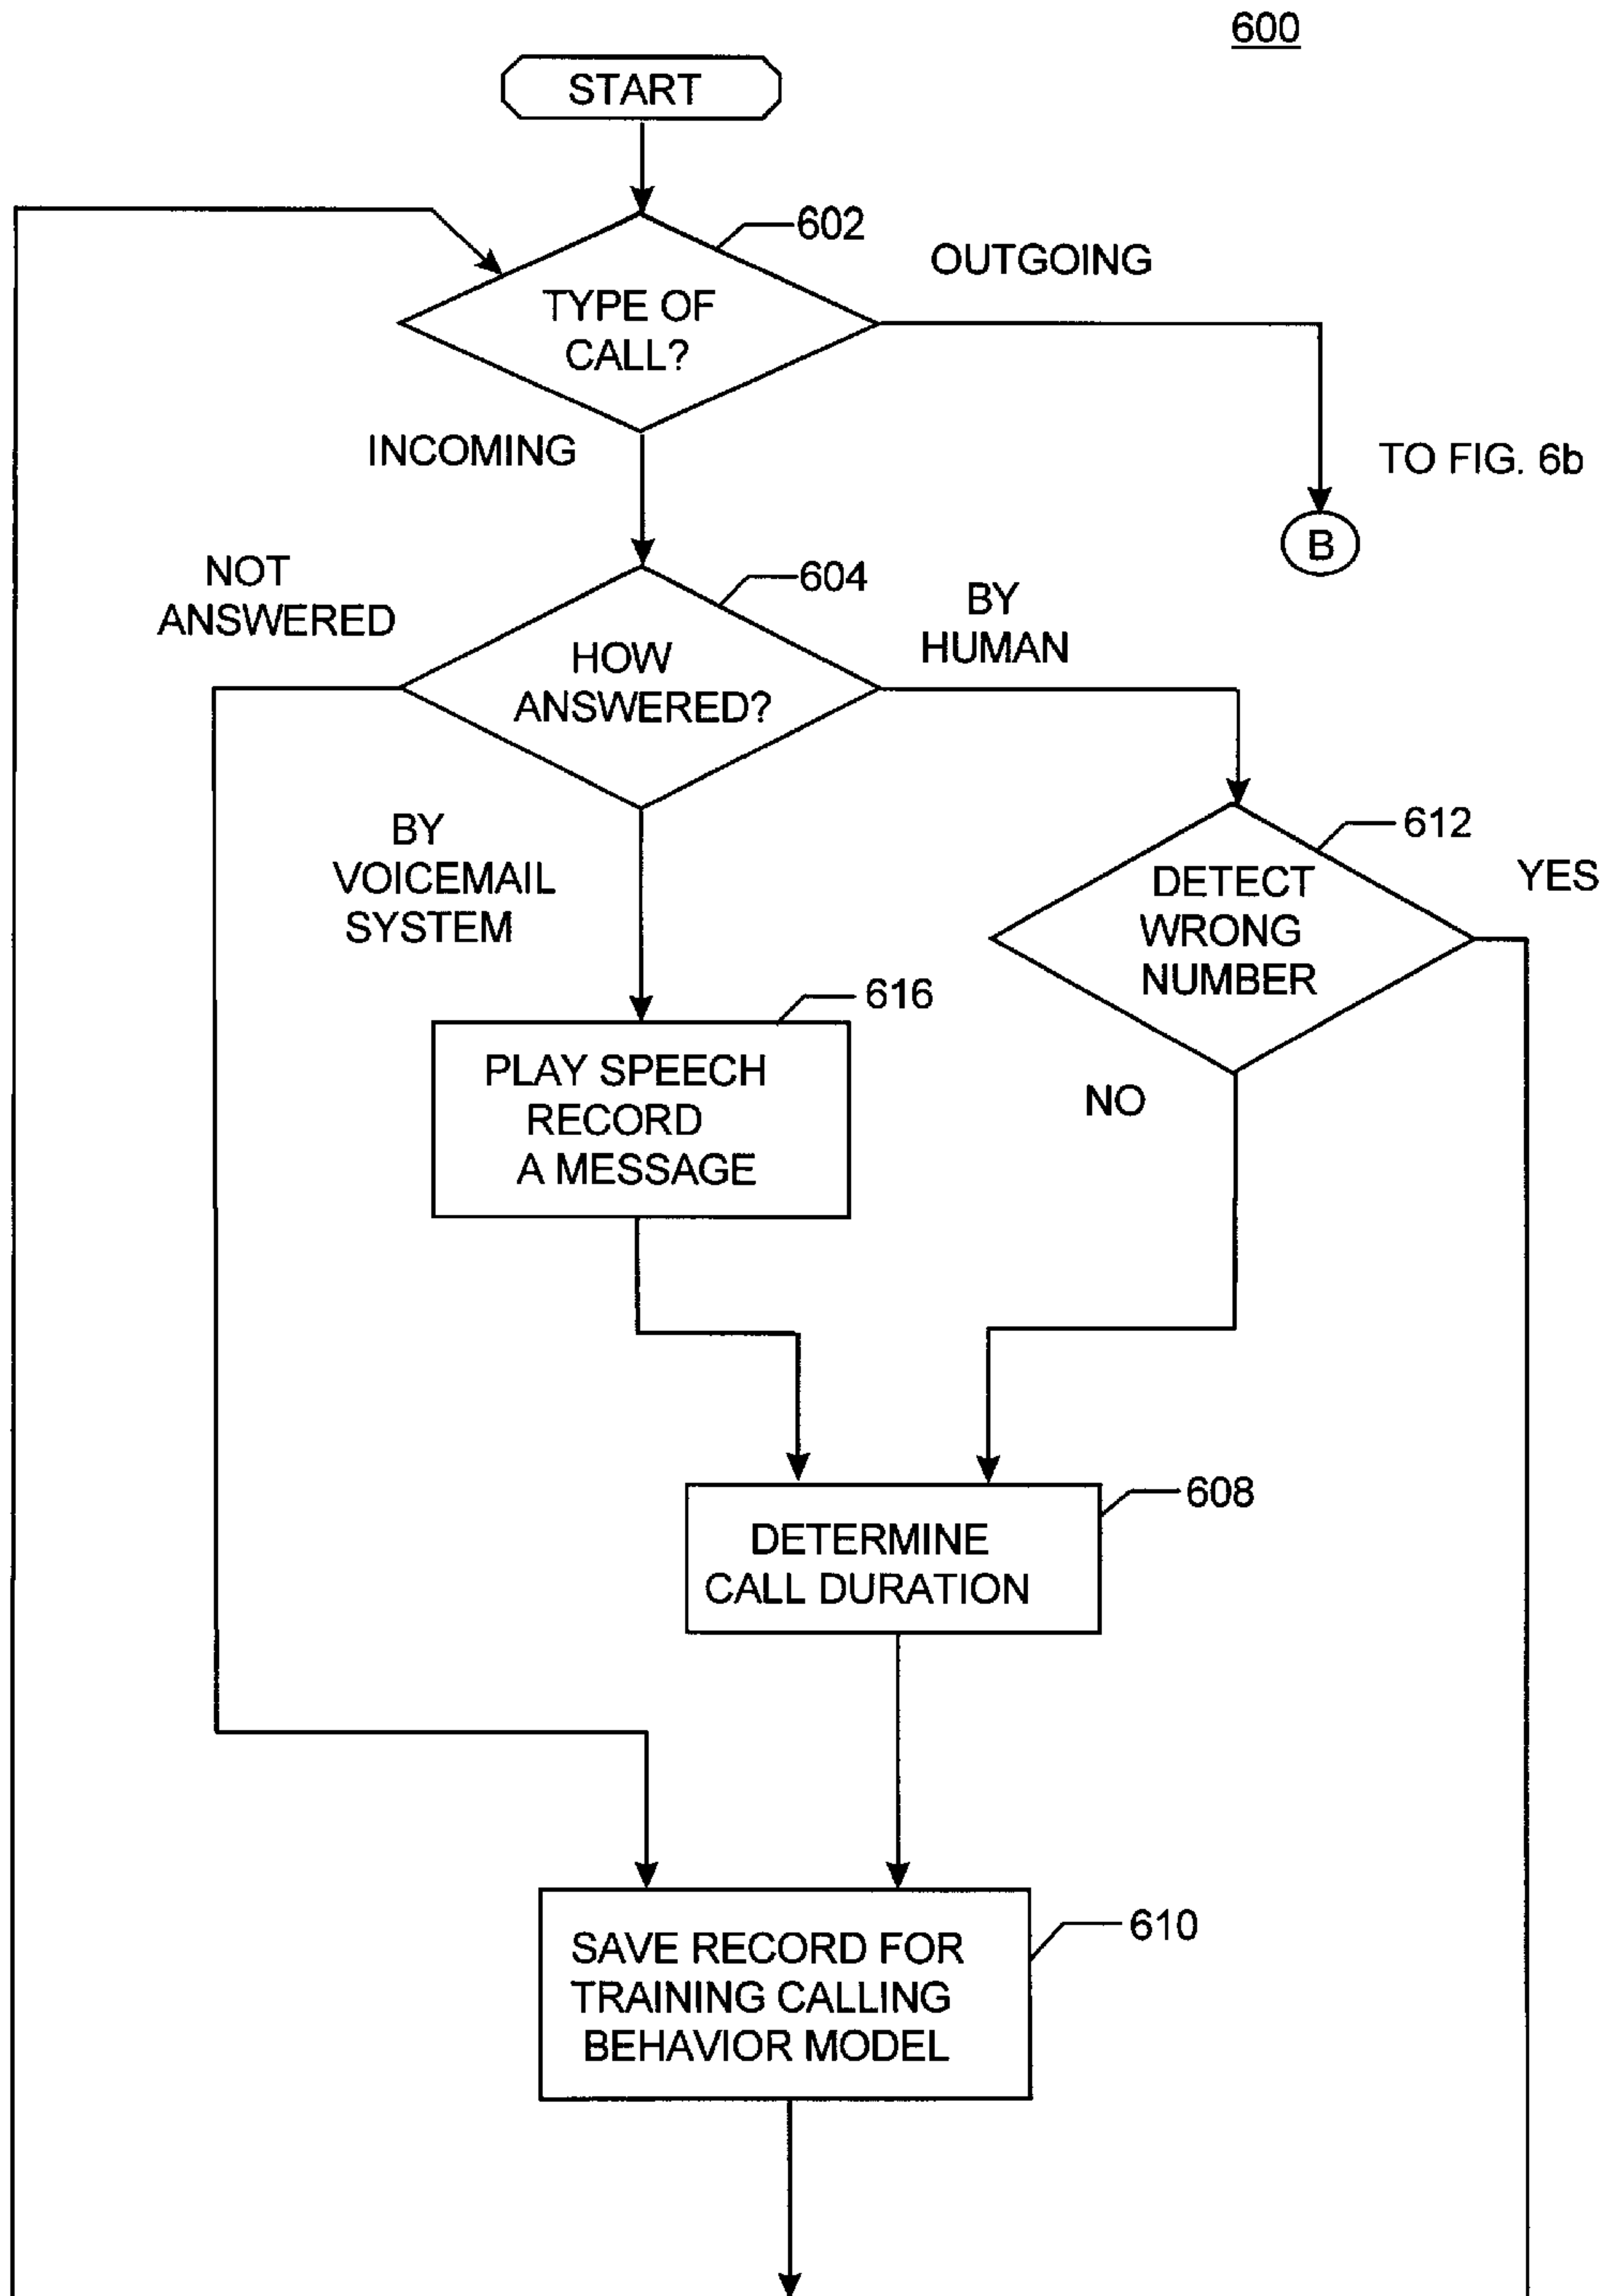 600
START
602
OUTGOING
TYPE OF
CALL?
INCOMING
TO FIG. 6b
B
NOT
ANSWERED
604
BY
HUMAN
HOW
ANSWERED?
BY
VOICEMAIL
SYSTEM
612
YES
DETECT
WRONG
NUMBER
NO
616
PLAY SPEECH
RECORD
A MESSAGE
608
DETERMINE
CALL DURATION
610
SAVE RECORD FOR
TRAINING CALLING
BEHAVIOR MODEL